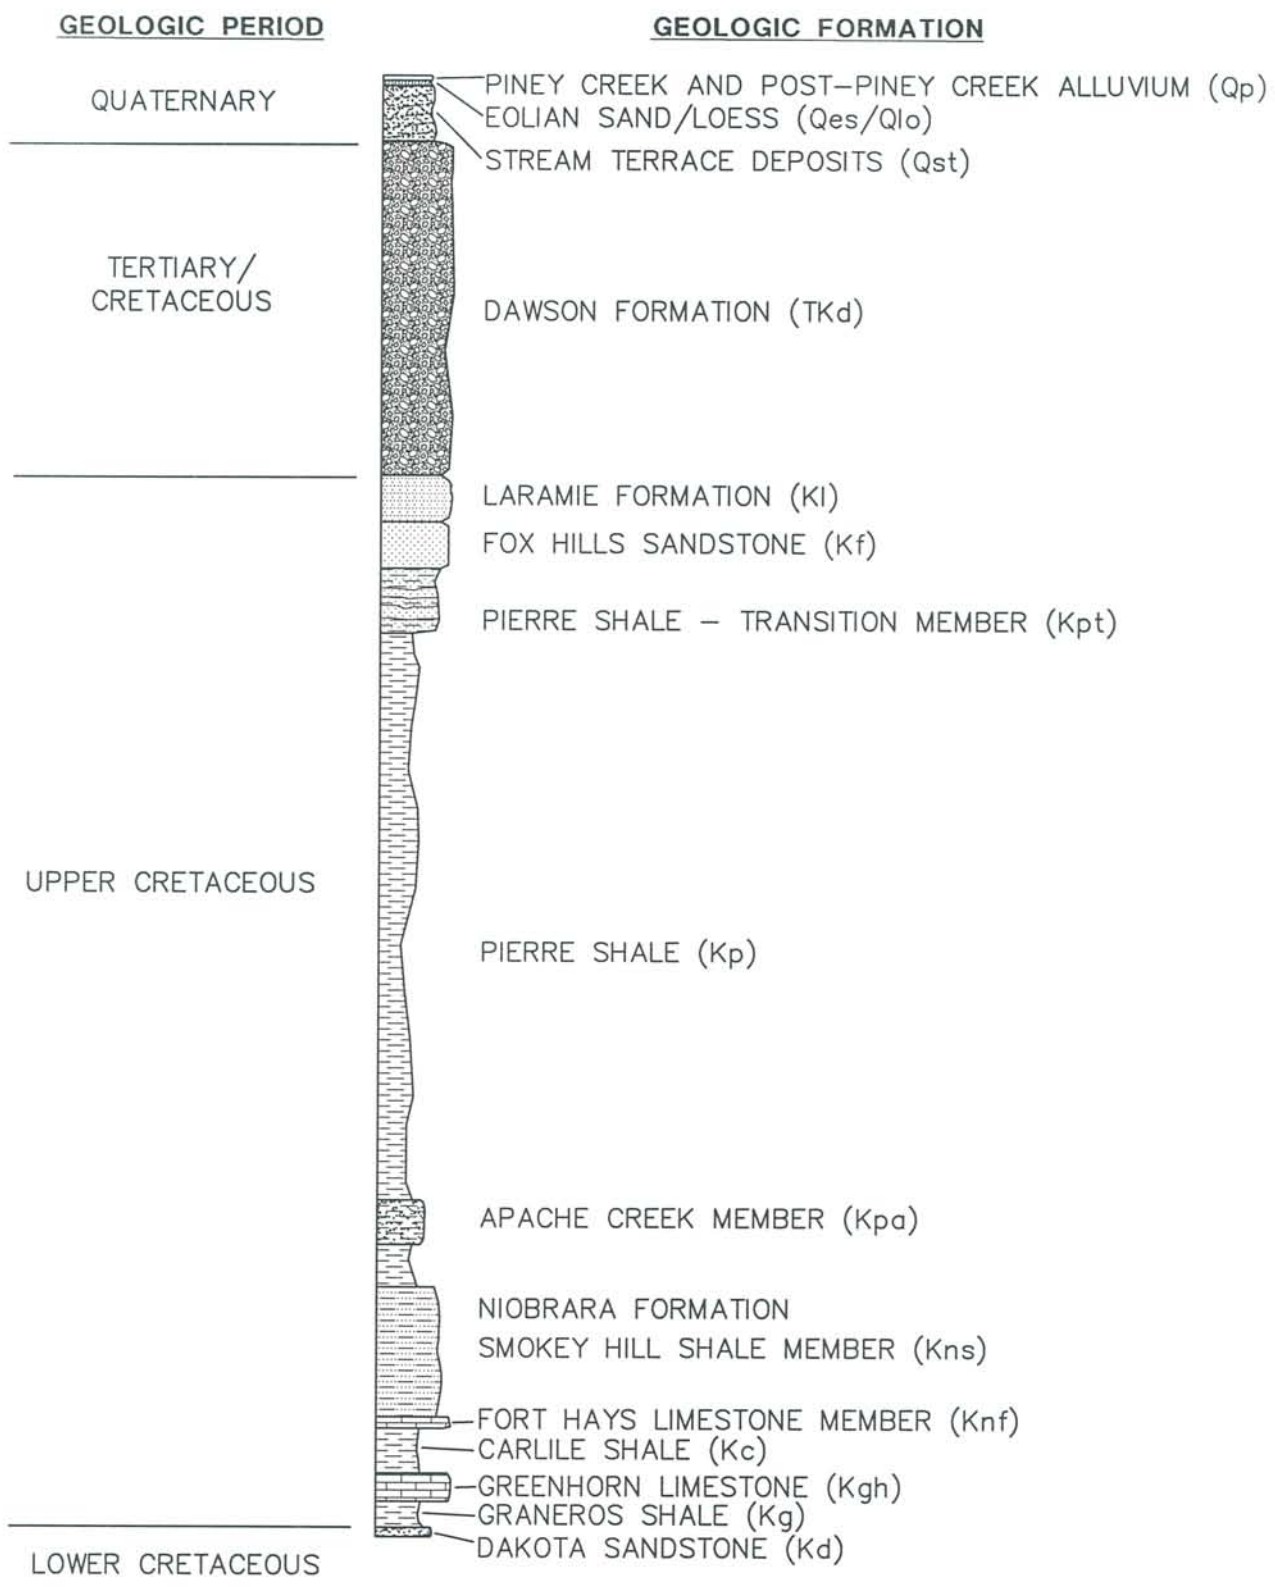 GEOLOGIC PERIOD
GEOLOGIC FORMATION
QUATERNARY
PINEY CREEK AND POST-PINEY CREEK ALLUVIUM (Qp)
EOLIAN SAND/LOESS (Qes/Qlo)
STREAM TERRACE DEPOSITS (Qst)
TERTIARY/
CRETACEOUS
DAWSON FORMATION (TKd)
LARAMIE FORMATION (Kl)
FOX HILLS SANDSTONE (Kf)
PIERRE SHALE – TRANSITION MEMBER (Kpt)
UPPER CRETACEOUS
PIERRE SHALE (Kp)
APACHE CREEK MEMBER (Kpa)
NIOBRARA FORMATION
SMOKEY HILL SHALE MEMBER (Kns)
FORT HAYS LIMESTONE MEMBER (Knf)
CARLILE SHALE (Kc)
GREENHORN LIMESTONE (Kgh)
GRANEROS SHALE (Kg)
DAKOTA SANDSTONE (Kd)
LOWER CRETACEOUS